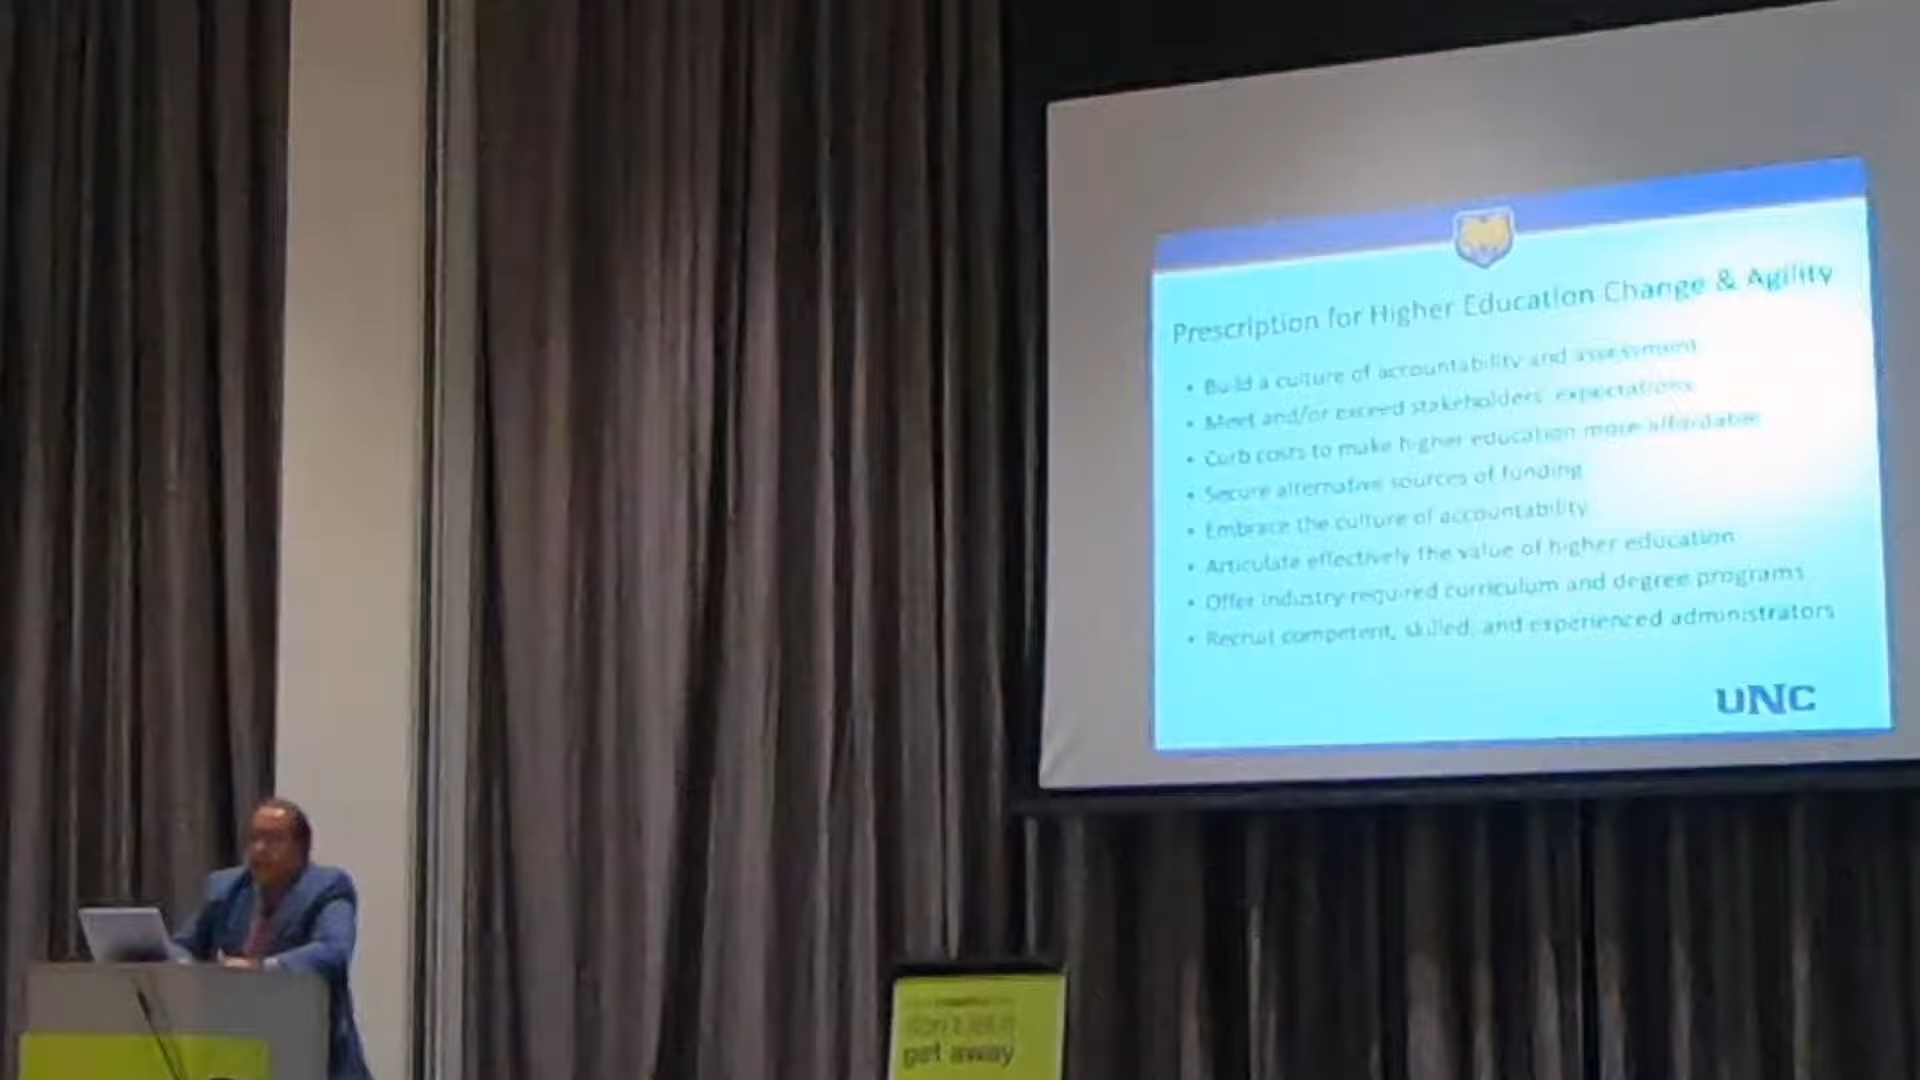 Prescription for Higher Education Change & Agility
• Build a culture of accountability and assessment
• Meet and/or exceed stakeholders' expectations
• Curb costs to make higher education more affordable
• Secure alternative sources of funding
• Embrace the culture of accountability
• Articulate effectively the value of higher education
• Offer industry required curriculum and degree programs
• Recruit competent, skilled, and experienced administrators
UNC
get away